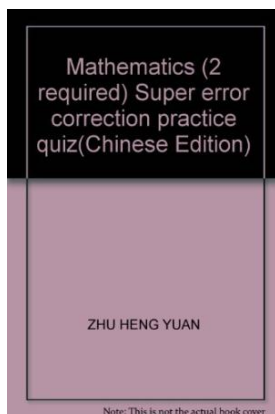 Mathematics (2
required) Super error
correction practice
quiz(Chinese Edition)
ZHU HENG YUAN
Note: This is not the actual book cover